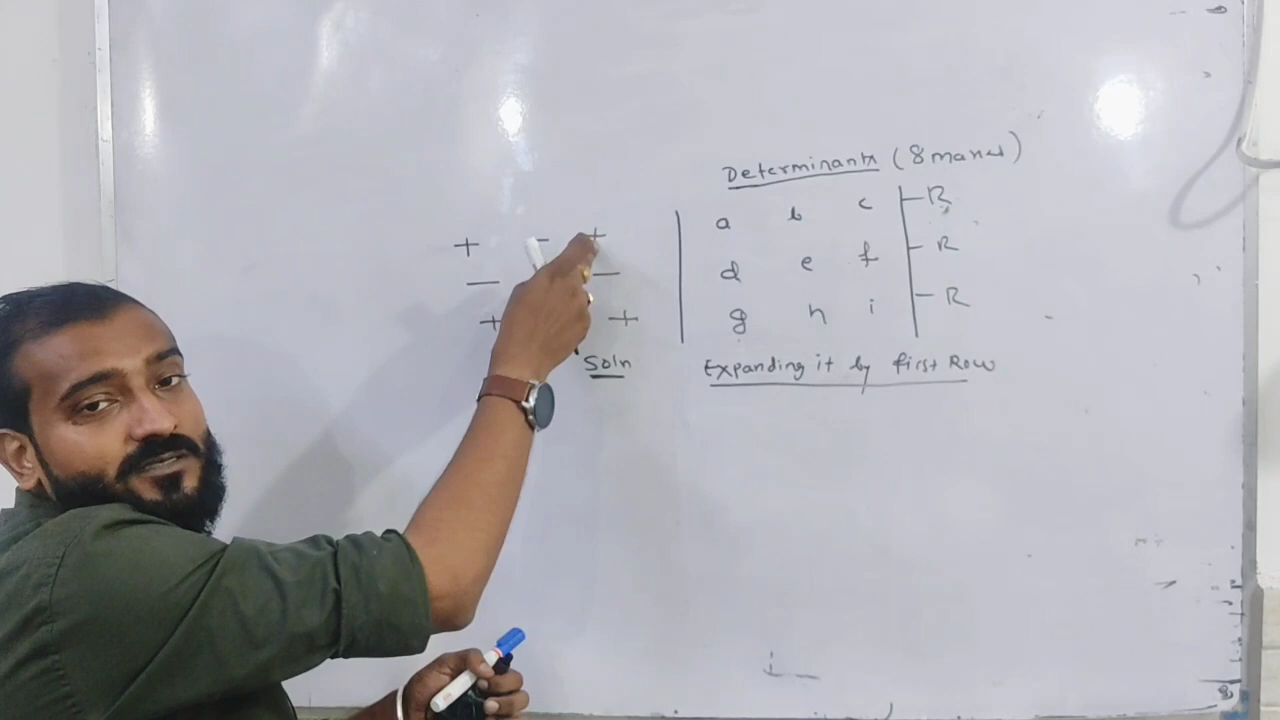 Determinants (8 marks)
+ - +
a b c - R
- -
d e f - R
+ +
g h i - R
Soln Expanding it by first Row